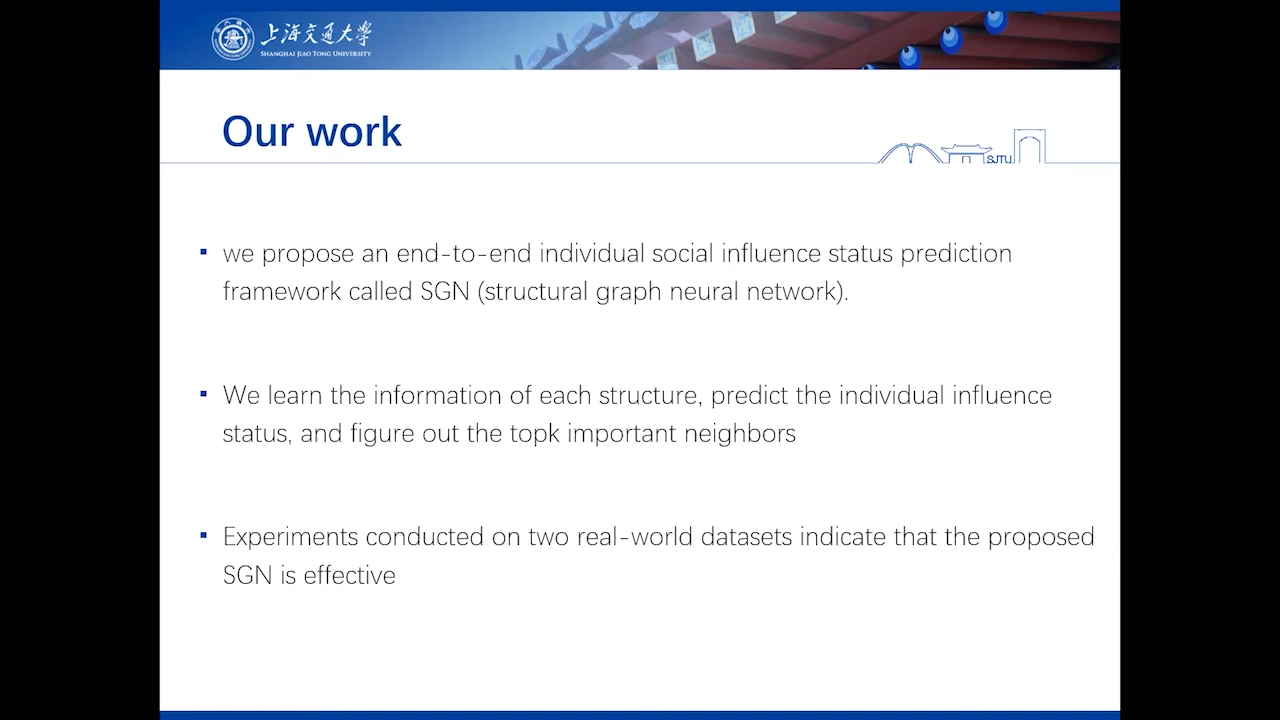 上海交通大学
SHANGHAI JIAO TONG UNIVERSITY
Our work
SJTU
we propose an end-to-end individual social influence status prediction
framework called SGN (structural graph neural network).
We learn the information of each structure, predict the individual influence
status, and figure out the topk important neighbors
Experiments conducted on two real-world datasets indicate that the proposed
SGN is effective